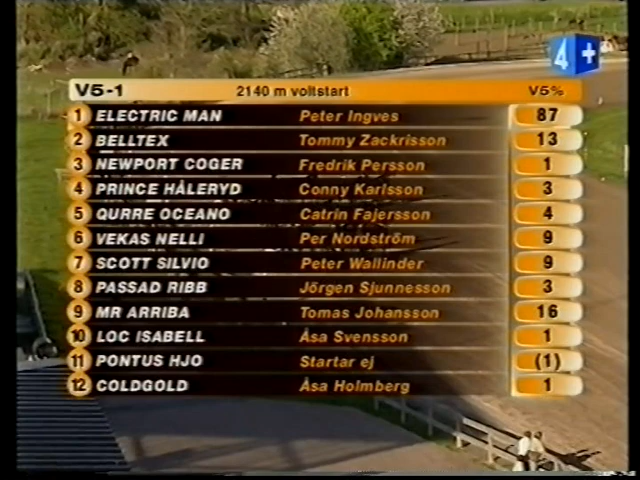 4+
V5-1 2140 m voltstart V5%
1 ELECTRIC MAN Peter Ingves 87
2 BELLTEX Tommy Zackrisson 13
3 NEWPORT COGER Fredrik Persson 1
4 PRINCE HÅLERYD Conny Karlsson 3
5 QURRE OCEANO Catrin Fajersson 4
6 VEKAS NELLI Per Nordström 9
7 SCOTT SILVIO Peter Wallinder 9
8 PASSAD RIBB Jörgen Sjunnesson 3
9 MR ARRIBA Tomas Johansson 16
10 LOC ISABELL Åsa Svensson 1
11 PONTUS HJO Startar ej (1)
12 COLDGOLD Åsa Holmberg 1